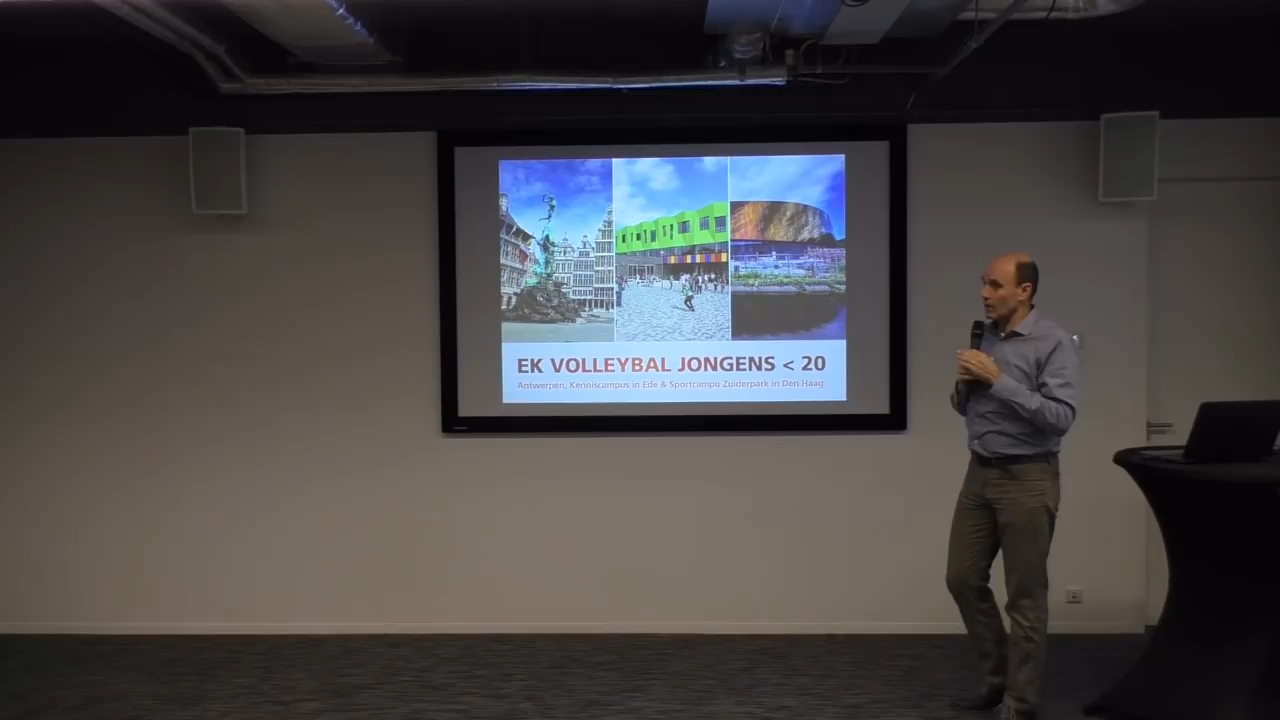 EK VOLLEYBAL JONGENS < 20
Antwerpen, Kenniscampus in Ede & Sportcampu Zuiderpark in Den Haag